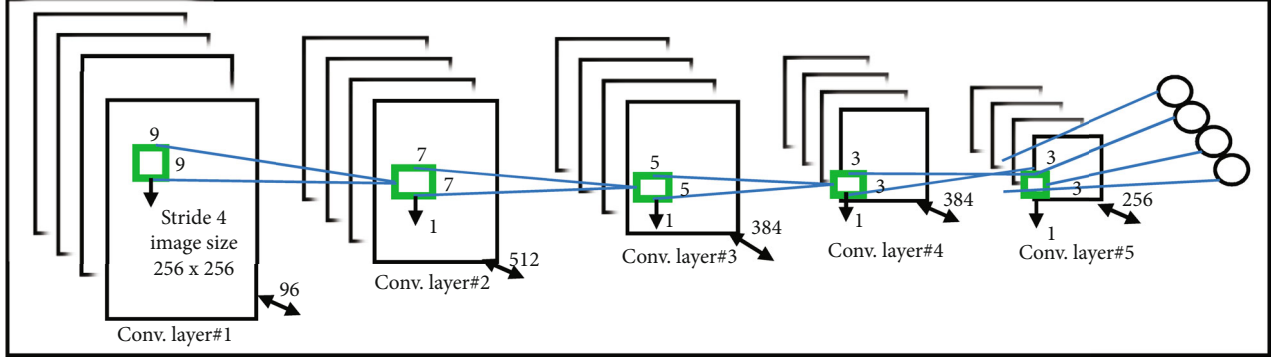 9
9
Stride 4
image size
256 x 256
96
Conv. layer#1
7
7
1
512
Conv. layer#2
5
5
1
384
Conv. layer#3
3
3
1
384
Conv. layer#4
3
3
1
256
Conv. layer#5